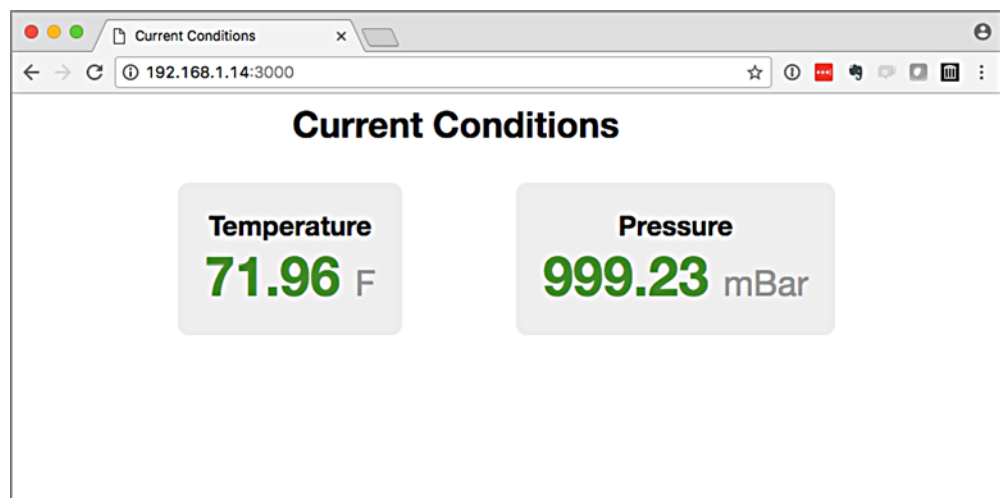 Current Conditions
192.168.1.14:3000
Current Conditions
Temperature
71.96 F
Pressure
999.23 mBar